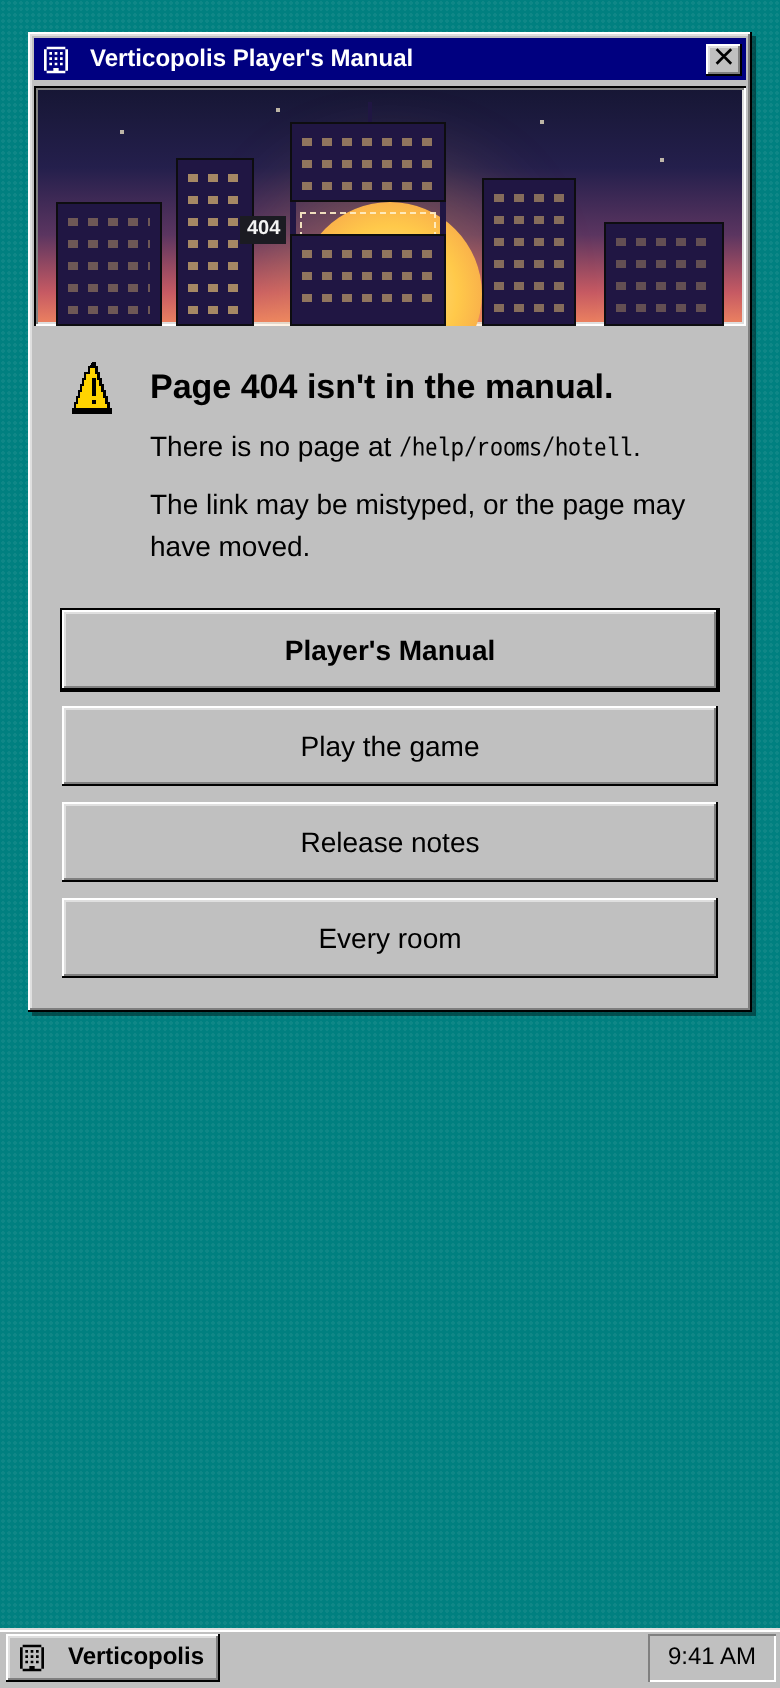 Verticopolis Player's Manual
404
Page 404 isn't in the manual.
There is no page at /help/rooms/hotell.
The link may be mistyped, or the page may
have moved.
Player's Manual
Play the game
Release notes
Every room
Verticopolis
9:41 AM